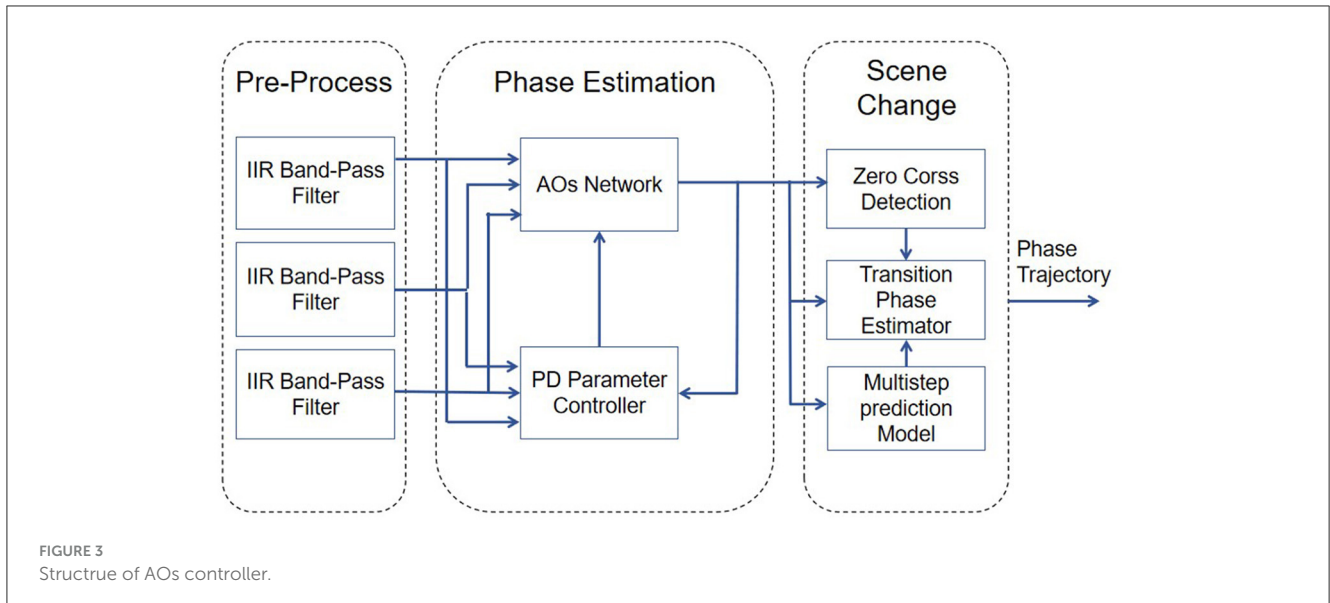 Pre-Process
IIR Band-Pass
Filter
IIR Band-Pass
Filter
IIR Band-Pass
Filter
Phase Estimation
AOs Network
PD Parameter
Controller
Scene
Change
Zero Corss
Detection
Transition
Phase
Estimator
Multistep
prediction
Model
Phase
Trajectory
FIGURE 3
Structrue of AOs controller.